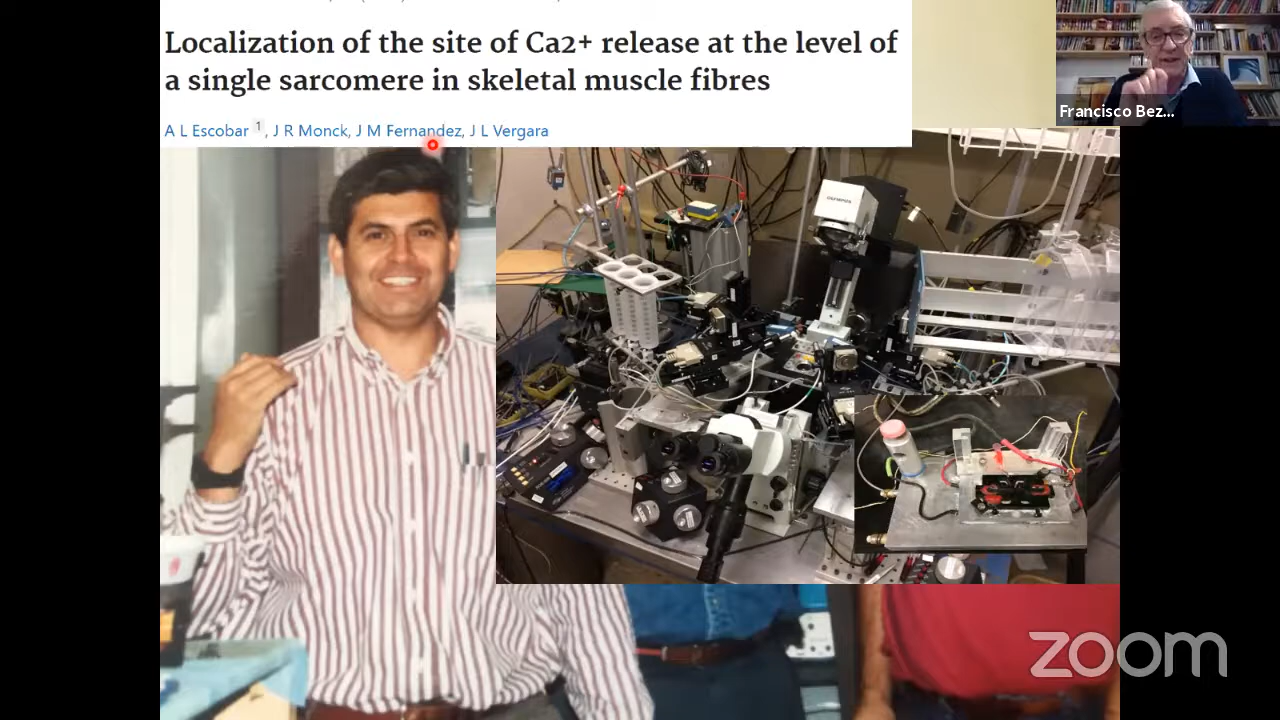 Localization of the site of Ca2+ release at the level of
a single sarcomere in skeletal muscle fibres
A L Escobar 1, J R Monck, J M Fernandez, J L Vergara
Francisco Bez...
OLYMPUS
zoom